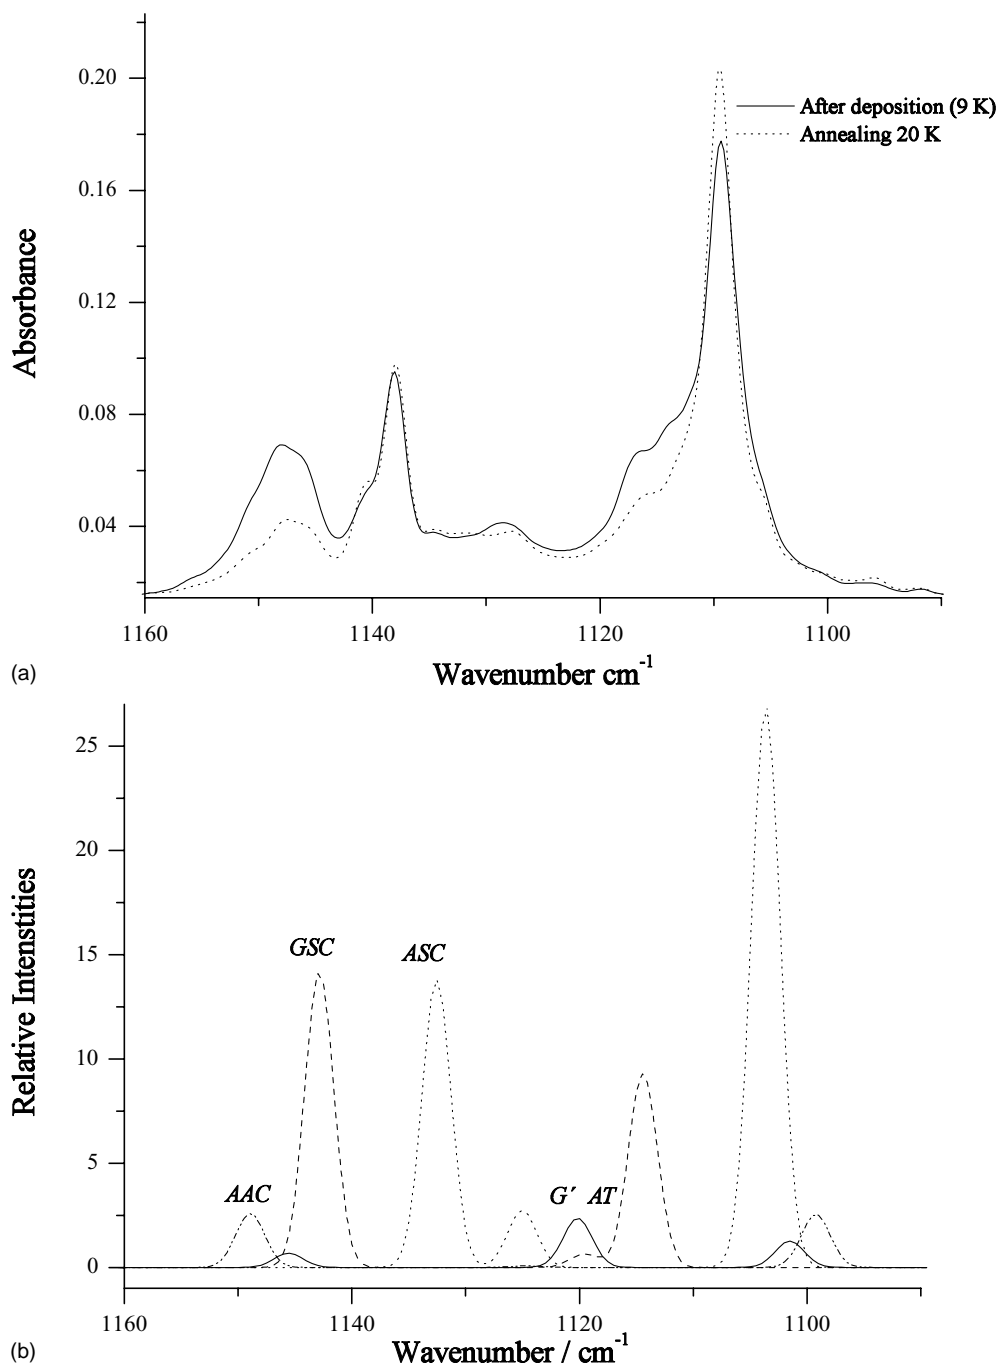 0.20
After deposition (9 K)
Annealing 20 K
0.16
Absorbance
0.12
0.08
0.04
1160 1140 1120 1100
(a) Wavenumber cm-1
25
20
Relative Intenstities
15
GSC ASC
10
5
AAC G´ AT
0
1160 1140 1120 1100
(b) Wavenumber / cm-1